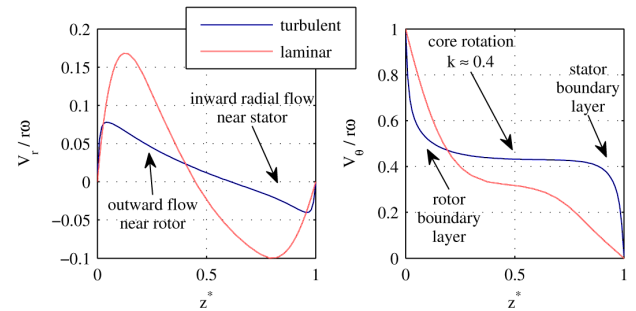 turbulent
laminar
0.2
0.15
0.1
0.05
0
−0.05
−0.1
V_r / rω
inward radial flow
near stator
outward flow
near rotor
0
0.5
1
z*
1
0.8
0.6
0.4
0.2
0
V_θ / rω
core rotation
k ≈ 0.4
stator
boundary
layer
rotor
boundary
layer
0
0.5
1
z*